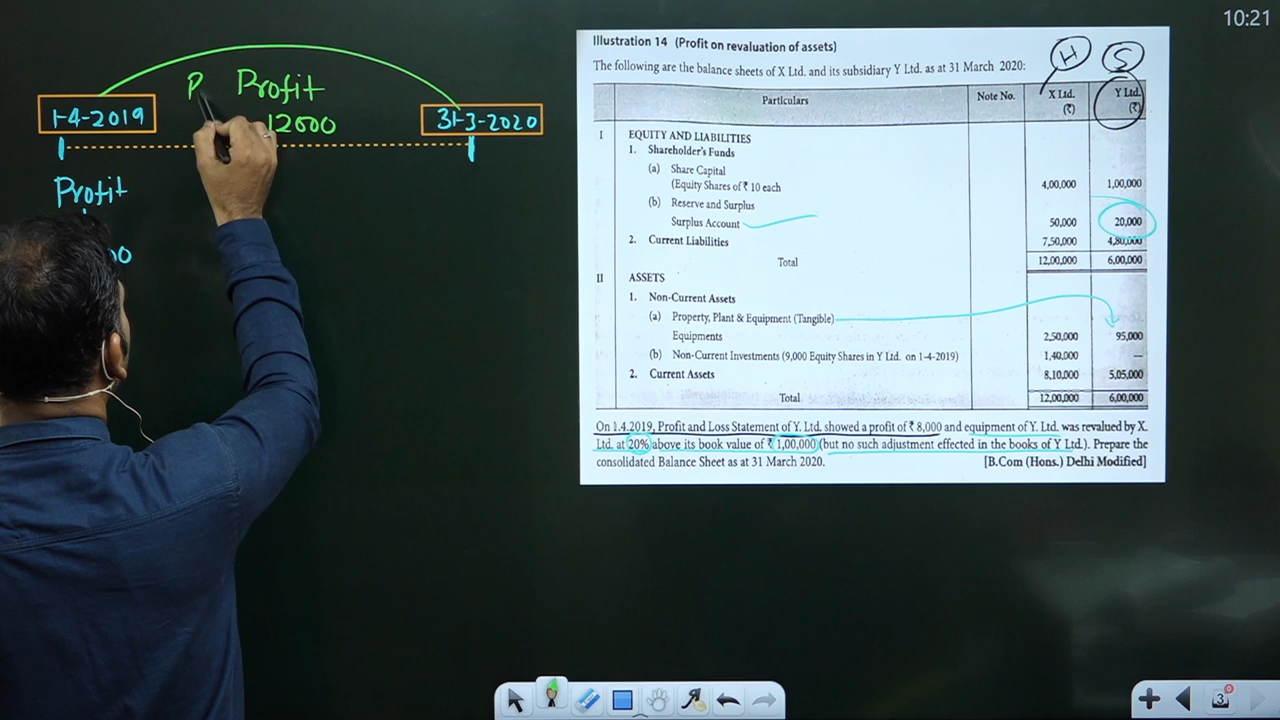 10:21
P Profit
12000
1-4-2019
31-3-2020
Profit
H
S
Illustration 14 (Profit on revaluation of assets)
The following are the balance sheets of X Ltd. and its subsidiary Y Ltd. as at 31 March 2020:
Particulars Note No. X Ltd. (₹) Y Ltd. (₹)
I EQUITY AND LIABILITIES
1. Shareholder's Funds
(a) Share Capital
(Equity Shares of ₹ 10 each 4,00,000 1,00,000
(b) Reserve and Surplus
Surplus Account 50,000 20,000
2. Current Liabilities 7,50,000 4,80,000
Total 12,00,000 6,00,000
II ASSETS
1. Non-Current Assets
(a) Property, Plant & Equipment (Tangible)
Equipments 2,50,000 95,000
(b) Non-Current Investments (9,000 Equity Shares in Y Ltd. on 1-4-2019) 1,40,000 —
2. Current Assets 8,10,000 5,05,000
Total 12,00,000 6,00,000
On 1.4.2019, Profit and Loss Statement of Y. Ltd. showed a profit of ₹ 8,000 and equipment of Y. Ltd. was revalued by X.
Ltd. at 20% above its book value of ₹ 1,00,000 (but no such adjustment effected in the books of Y Ltd.). Prepare the
consolidated Balance Sheet as at 31 March 2020. [B.Com (Hons.) Delhi Modified]
3
0